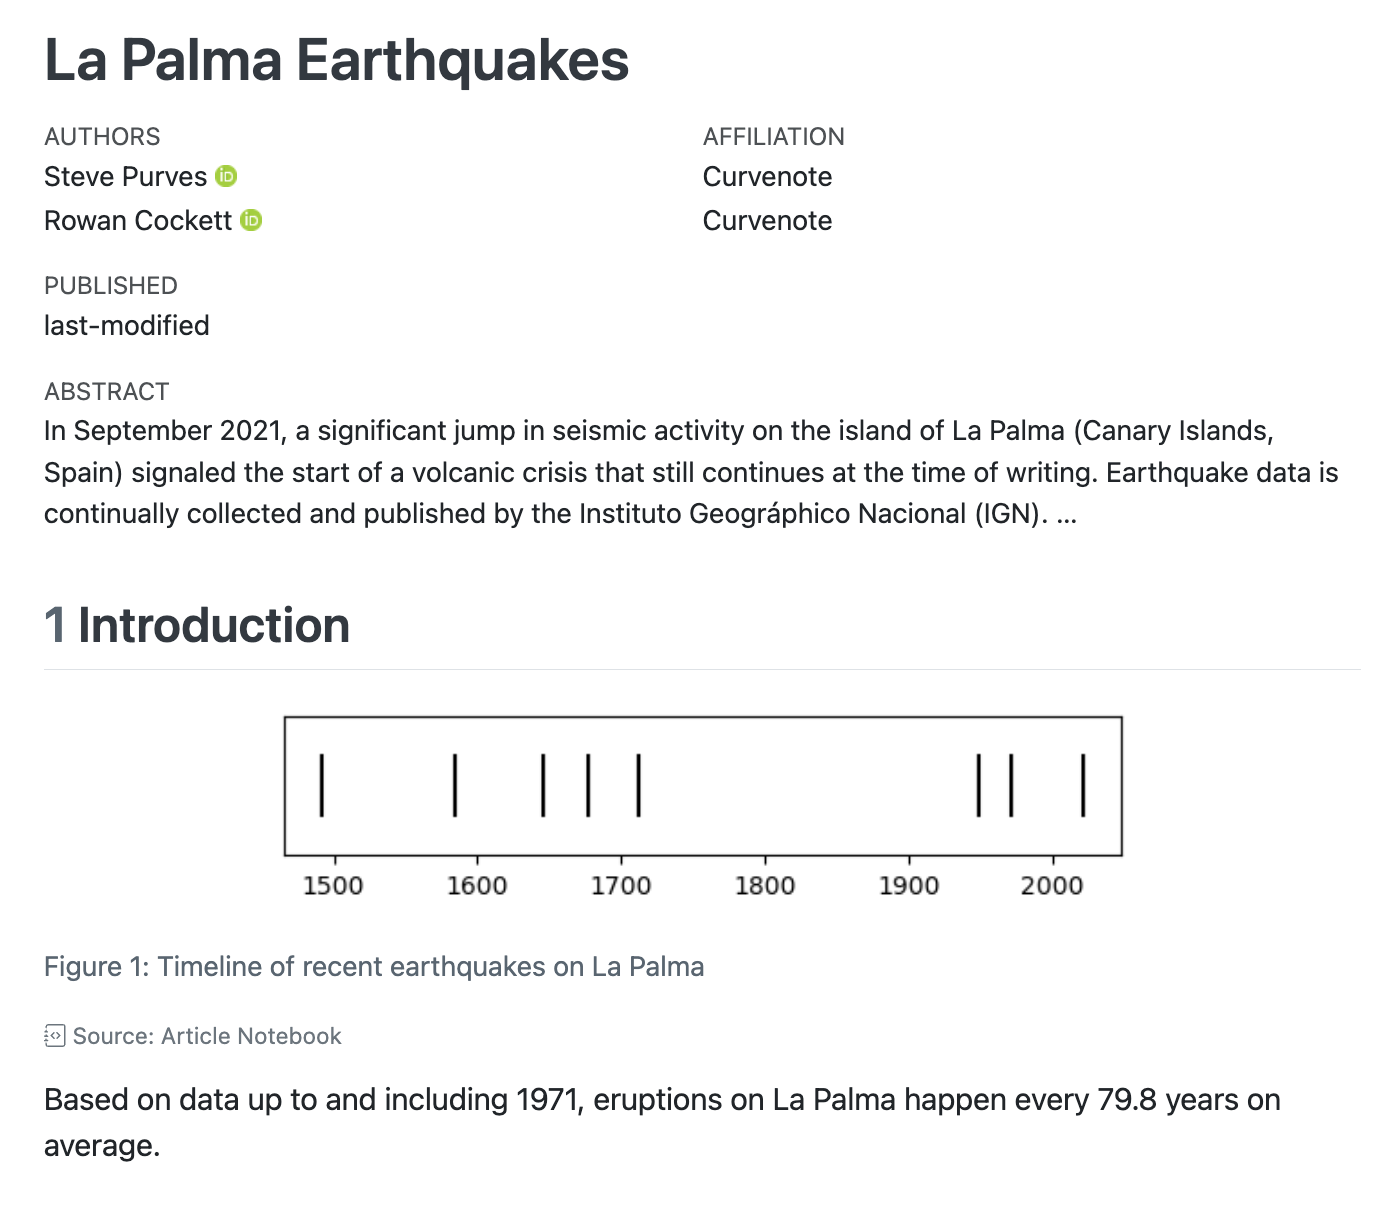 La Palma Earthquakes
AUTHORS
AFFILIATION
Steve Purves
Curvenote
Rowan Cockett
Curvenote
PUBLISHED
last-modified
ABSTRACT
In September 2021, a significant jump in seismic activity on the island of La Palma (Canary Islands,
Spain) signaled the start of a volcanic crisis that still continues at the time of writing. Earthquake data is
continually collected and published by the Instituto Geográphico Nacional (IGN). ...
1 Introduction
1500 1600 1700 1800 1900 2000
Figure 1: Timeline of recent earthquakes on La Palma
Source: Article Notebook
Based on data up to and including 1971, eruptions on La Palma happen every 79.8 years on
average.